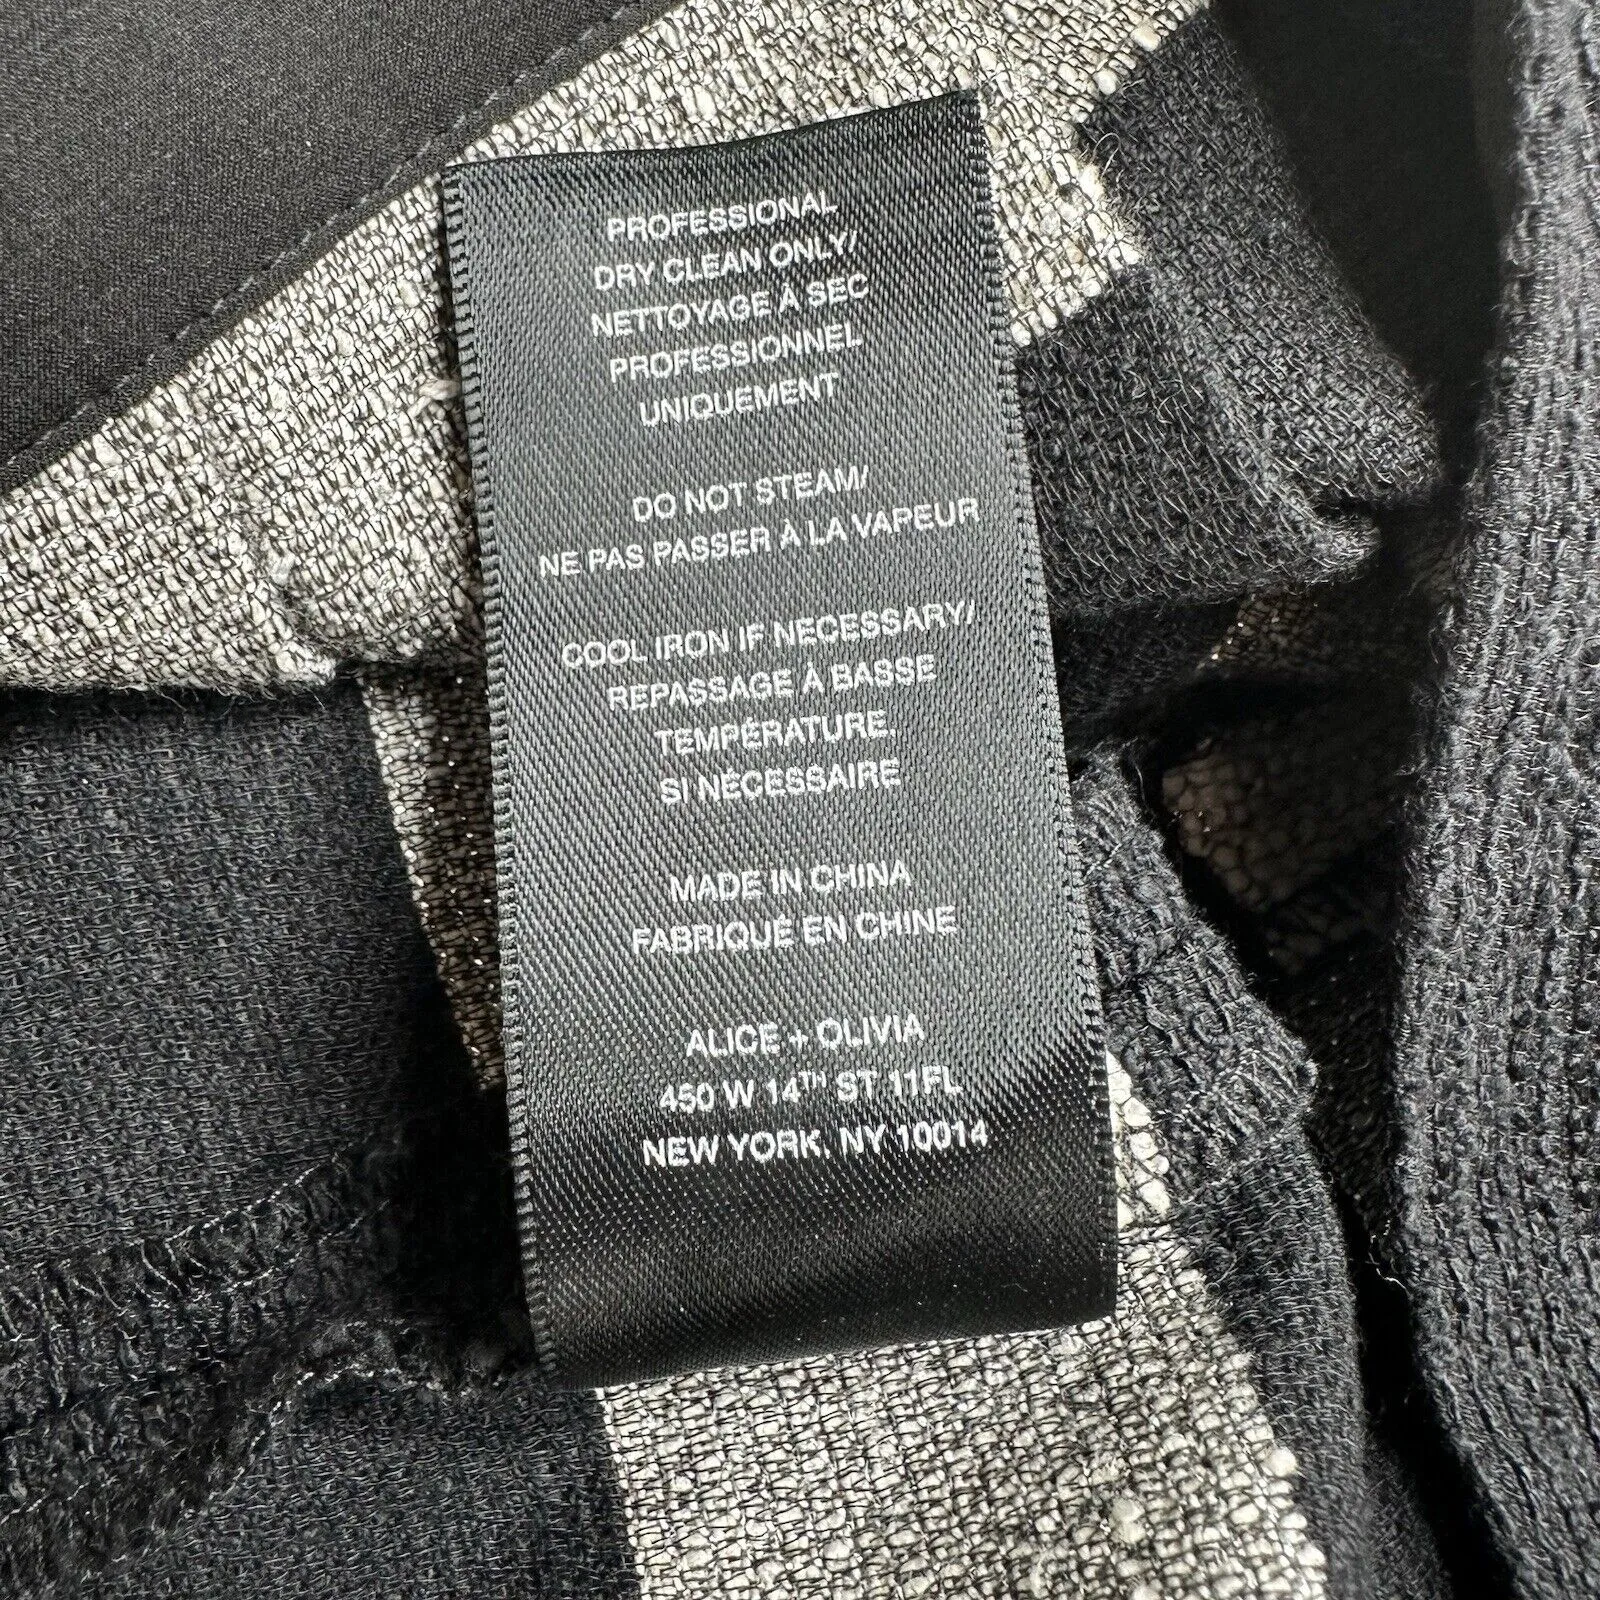 PROFESSIONAL
DRY CLEAN ONLY/
NETTOYAGE À SEC
PROFESSIONNEL
UNIQUEMENT
DO NOT STEAM/
NE PAS PASSER À LA VAPEUR
COOL IRON IF NECESSARY/
REPASSAGE À BASSE
TEMPÉRATURE,
SI NÉCESSAIRE
MADE IN CHINA
FABRIQUÉ EN CHINE
ALICE + OLIVIA
450 W 14TH ST 11FL
NEW YORK, NY 10014